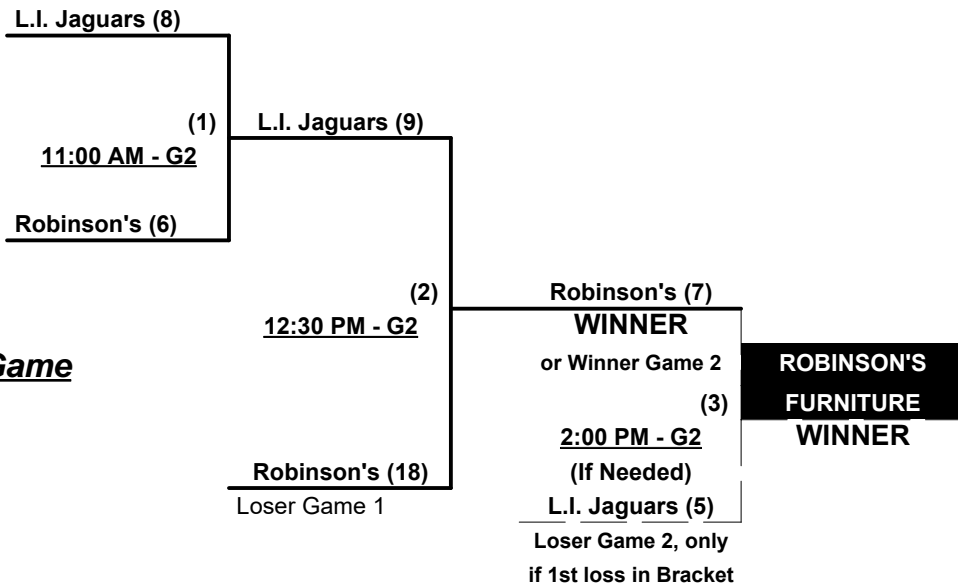 L.I. Jaguars (8)
(1)
L.I. Jaguars (9)
11:00 AM - G2
Robinson's (6)
(2)
Robinson's (7)
12:30 PM - G2
WINNER
Game
or Winner Game 2
ROBINSON'S
(3)
FURNITURE
2:00 PM - G2
WINNER
Robinson's (18)
(If Needed)
Loser Game 1
L.I. Jaguars (5)
Loser Game 2, only
if 1st loss in Bracket